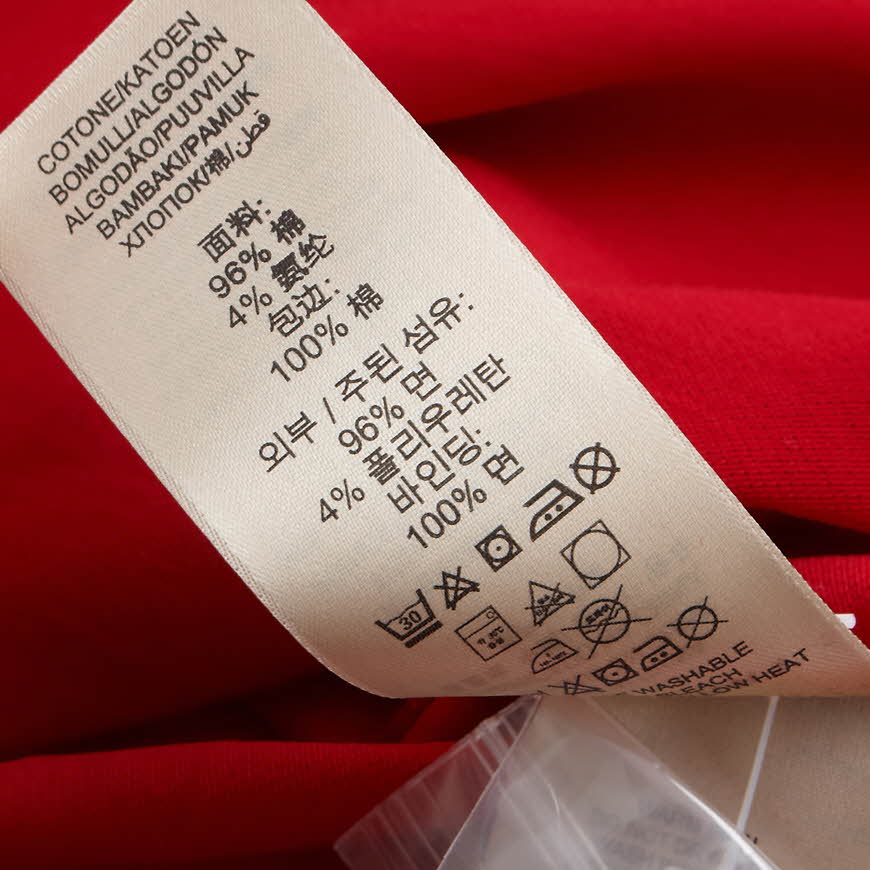 COTONE/KATOEN
BOMULL/ALGODÓN
ALGODÃO/PUUVILLA
BAMBAKI/PAMUK
ХЛОПОК/棉/قطن
面料:
96% 棉
4% 氨纶
包边:
100% 棉
외부 / 주된 섬유:
96% 면
4% 폴리우레탄
바인딩:
100% 면
30
WASHABLE
LOW HEAT